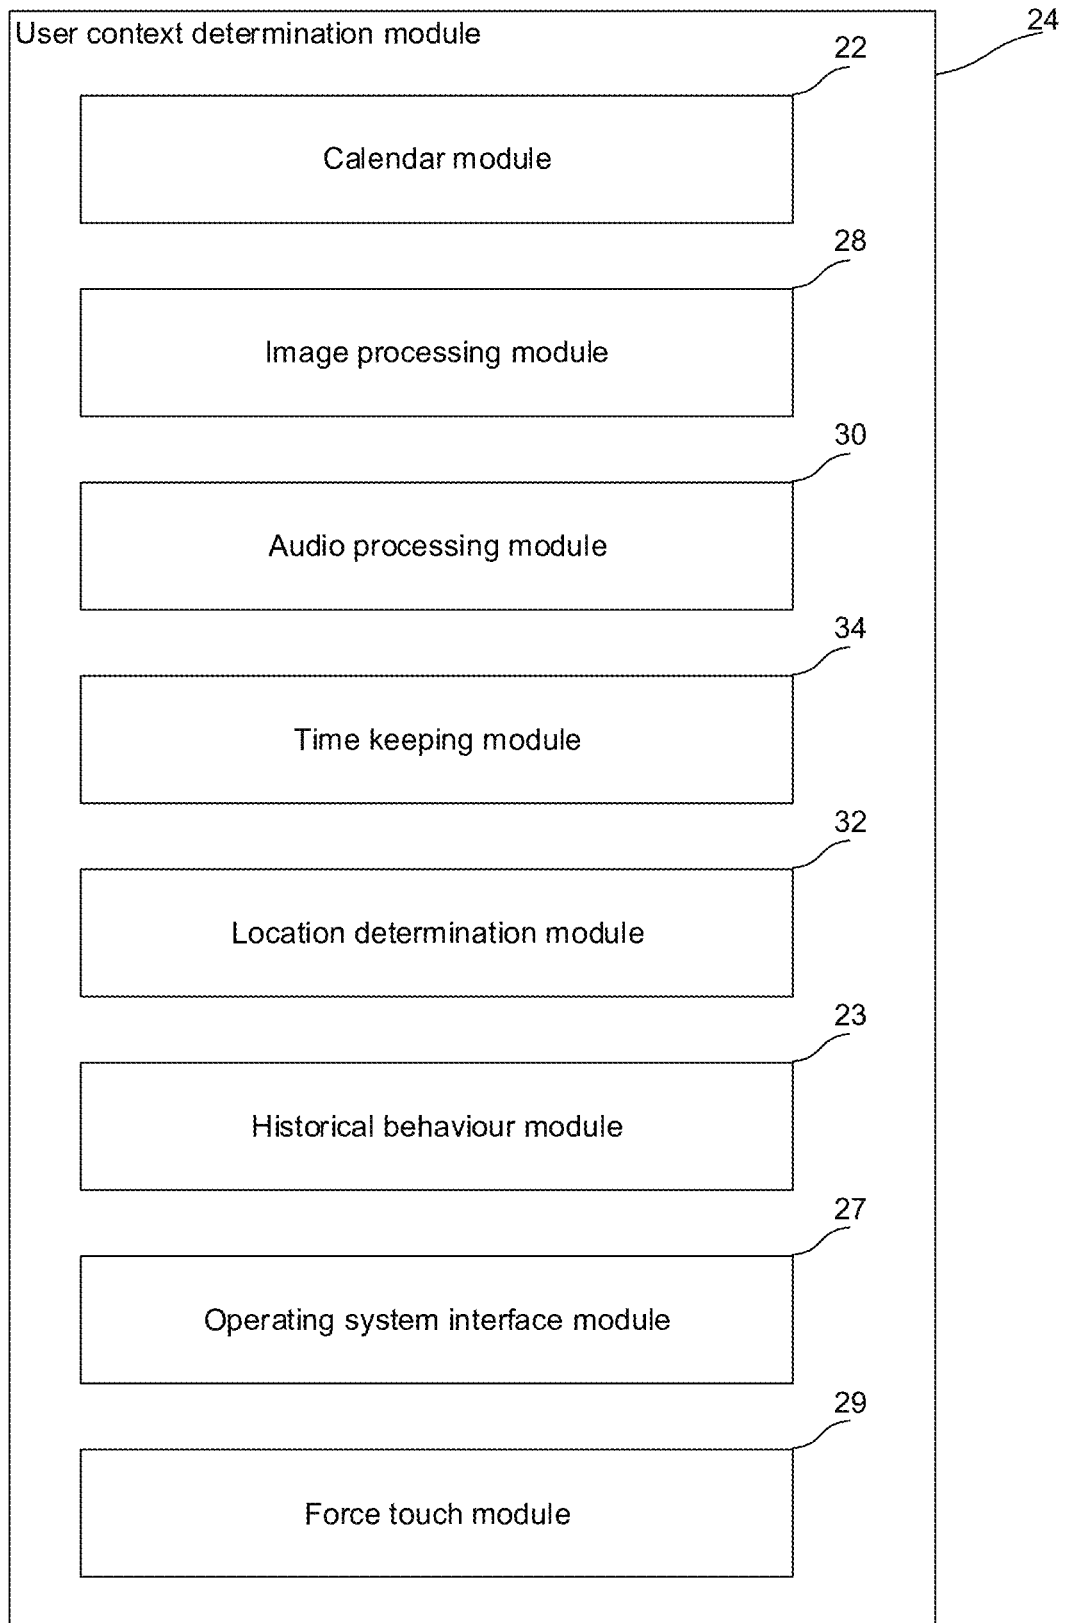 24
User context determination module
22
Calendar module
28
Image processing module
30
Audio processing module
34
Time keeping module
32
Location determination module
23
Historical behaviour module
27
Operating system interface module
29
Force touch module